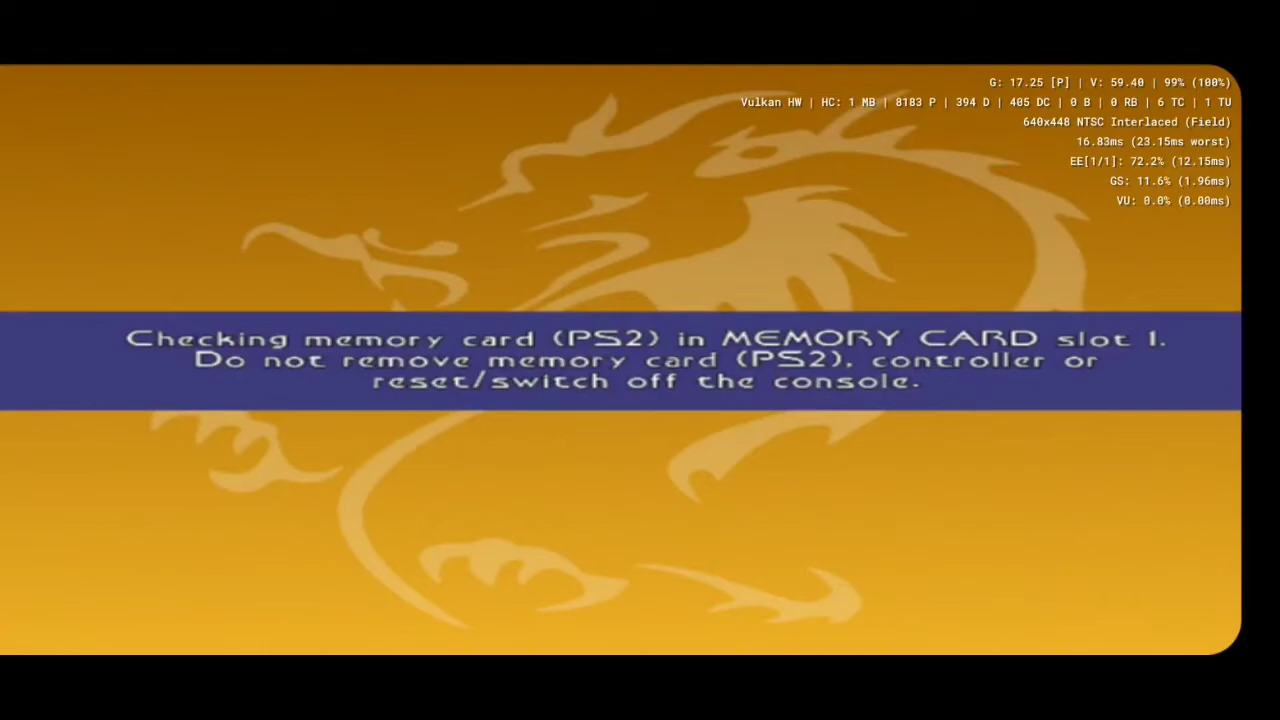 G: 17.25 [P] | V: 59.40 | 99% (100%)
Vulkan HW | HC: 1 MB | 8183 P | 394 D | 405 DC | 0 B | 0 RB | 6 TC | 1 TU
640x448 NTSC Interlaced (Field)
16.83ms (23.15ms worst)
EE[1/1]: 72.2% (12.15ms)
GS: 11.6% (1.96ms)
VU: 0.0% (0.00ms)
Checking memory card (PS2) in MEMORY CARD slot 1.
Do not remove memory card (PS2), controller or
reset/switch off the console.